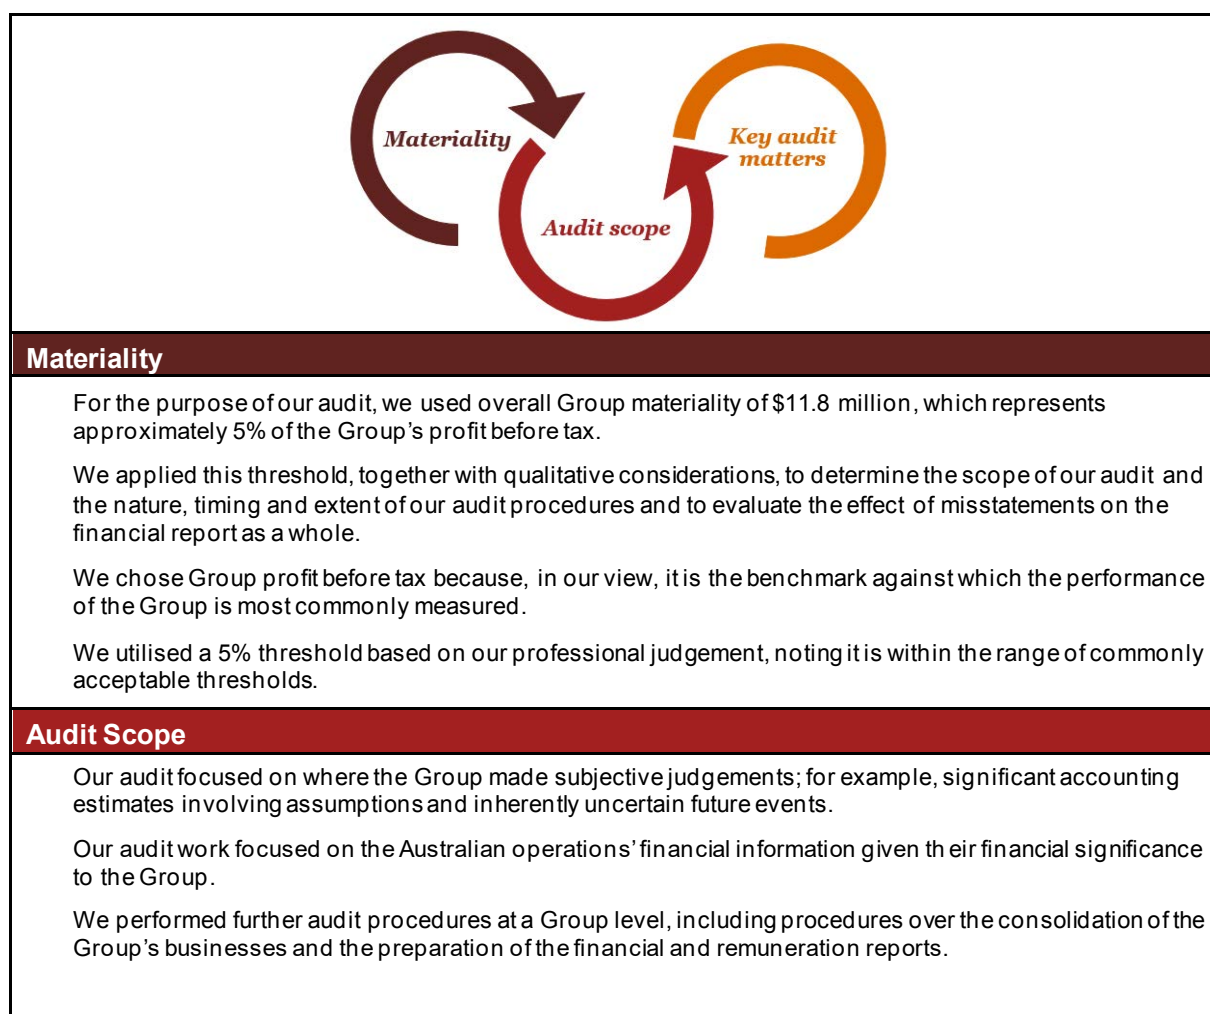 Materiality
Key audit
matters
Audit scope
Materiality
For the purpose of our audit, we used overall Group materiality of $11.8 million, which represents
approximately 5% of the Group's profit before tax.
We applied this threshold, together with qualitative considerations, to determine the scope of our audit and
the nature, timing and extent of our audit procedures and to evaluate the effect of misstatements on the
financial report as a whole.
We chose Group profit before tax because, in our view, it is the benchmark against which the performance
of the Group is most commonly measured.
We utilised a 5% threshold based on our professional judgement, noting it is within the range of commonly
acceptable thresholds.
Audit Scope
Our audit focused on where the Group made subjective judgements; for example, significant accounting
estimates involving assumptions and inherently uncertain future events.
Our audit work focused on the Australian operations' financial information given their financial significance
to the Group.
We performed further audit procedures at a Group level, including procedures over the consolidation of the
Group's businesses and the preparation of the financial and remuneration reports.